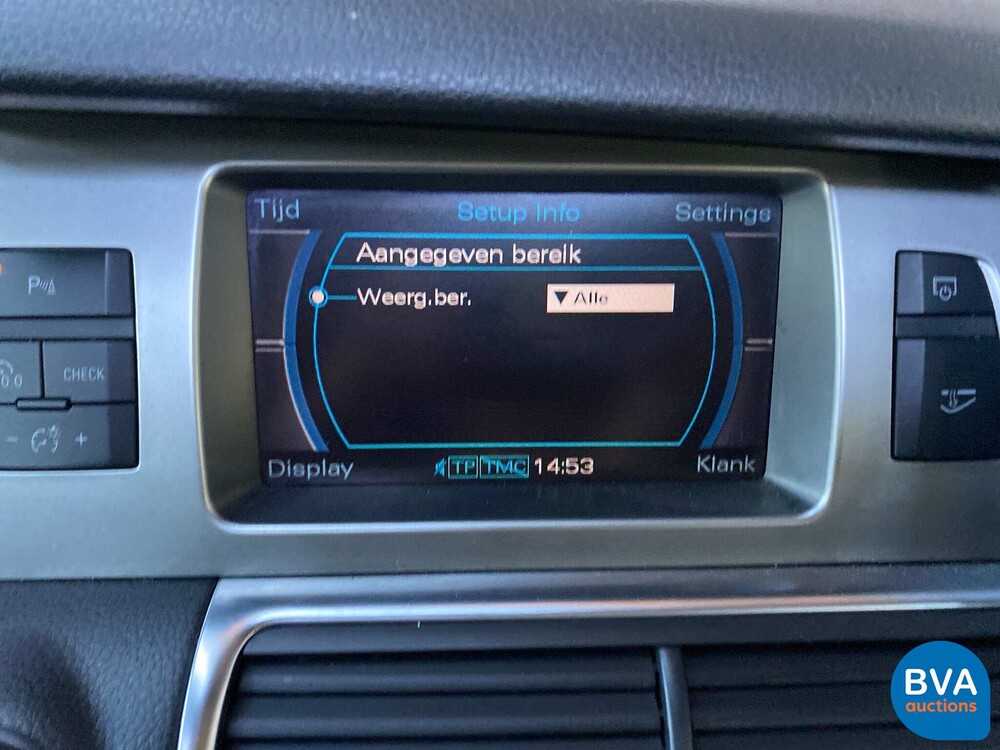 Tijd
Setup Info
Settings
Aangegeven bereik
Weerg.ber.
▼ Alle
Display
TP TMC 14:53
Klank
P
CHECK
- +
BVA
auctions